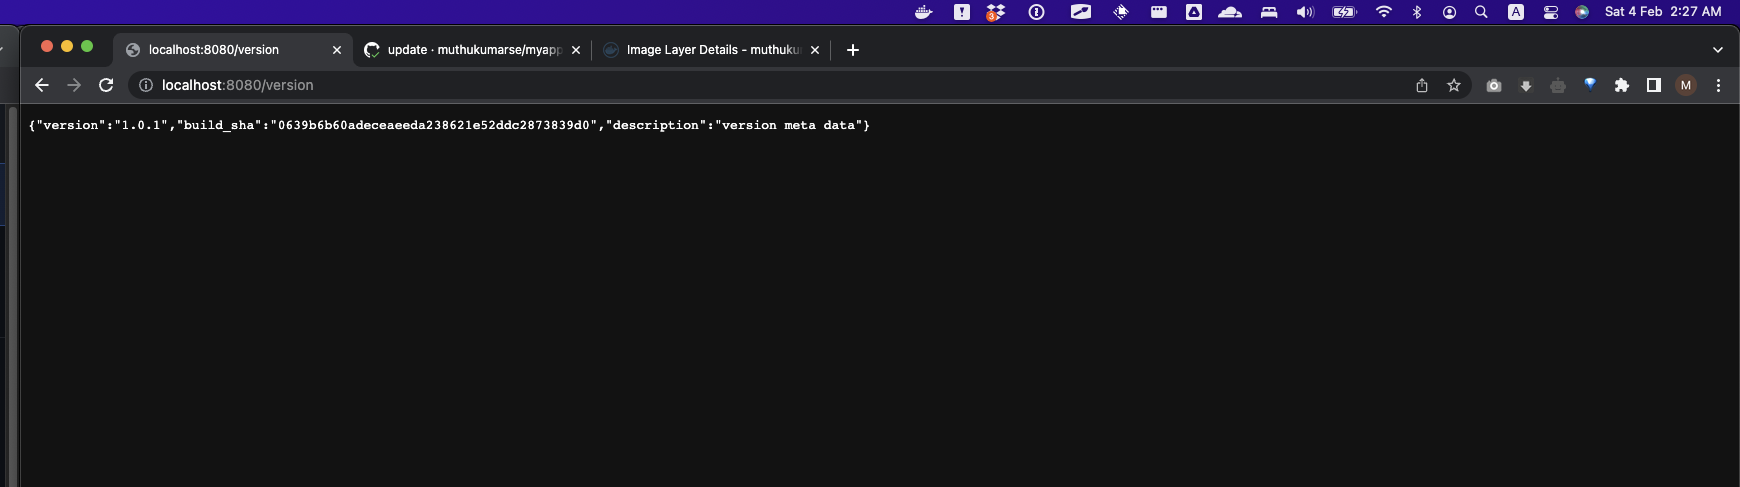 3
A
Sat 4 Feb 2:27 AM
localhost:8080/version
update · muthukumarse/myapp
Image Layer Details - muthuku
localhost:8080/version
M
{"version":"1.0.1","build_sha":"0639b6b60adeceaeeda238621e52ddc2873839d0","description":"version meta data"}